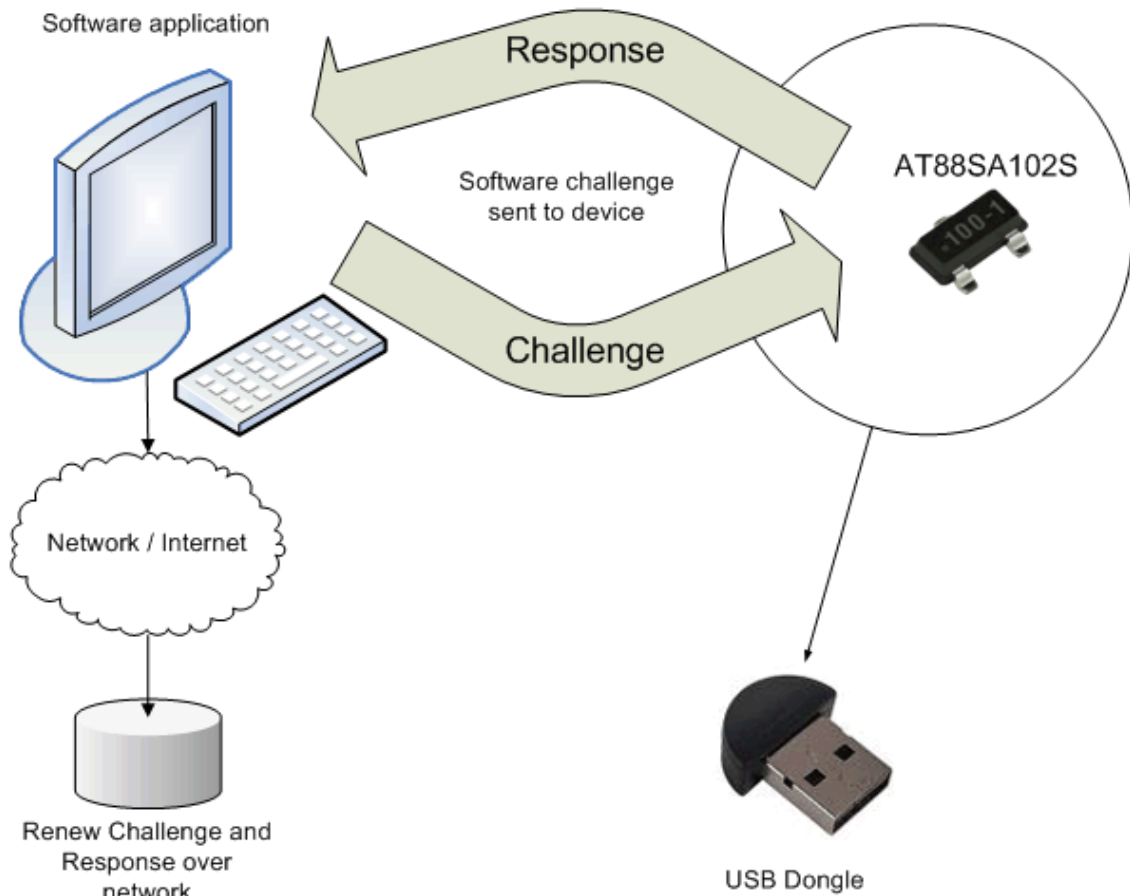 Software application
Response
Software challenge
sent to device
AT88SA102S
100-1
Challenge
Network / Internet
Renew Challenge and
Response over
network
USB Dongle